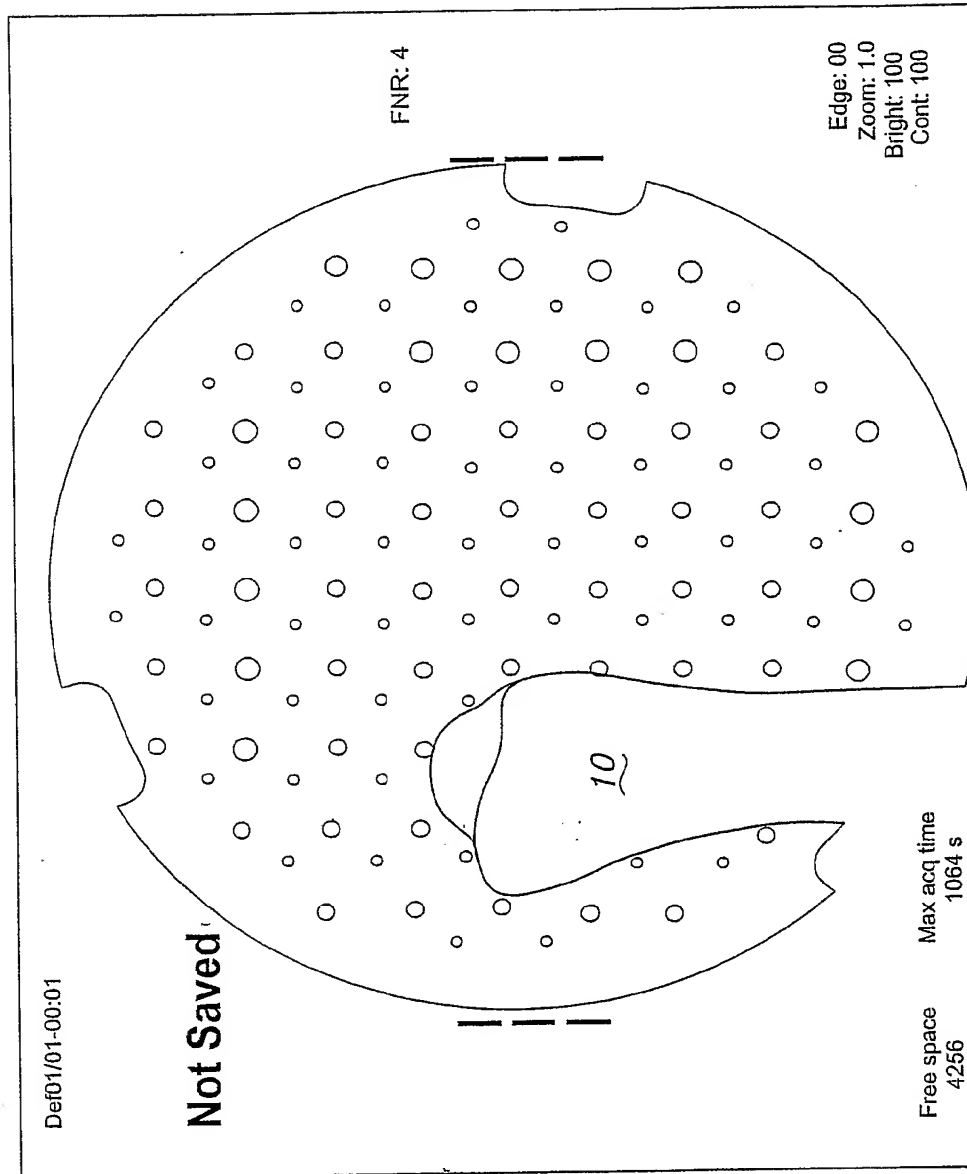 Def01/01-00:01
Not Saved
FNR: 4
10
Free space
4256
Max acq time
1064 s
Edge: 00
Zoom: 1.0
Bright: 100
Cont: 100